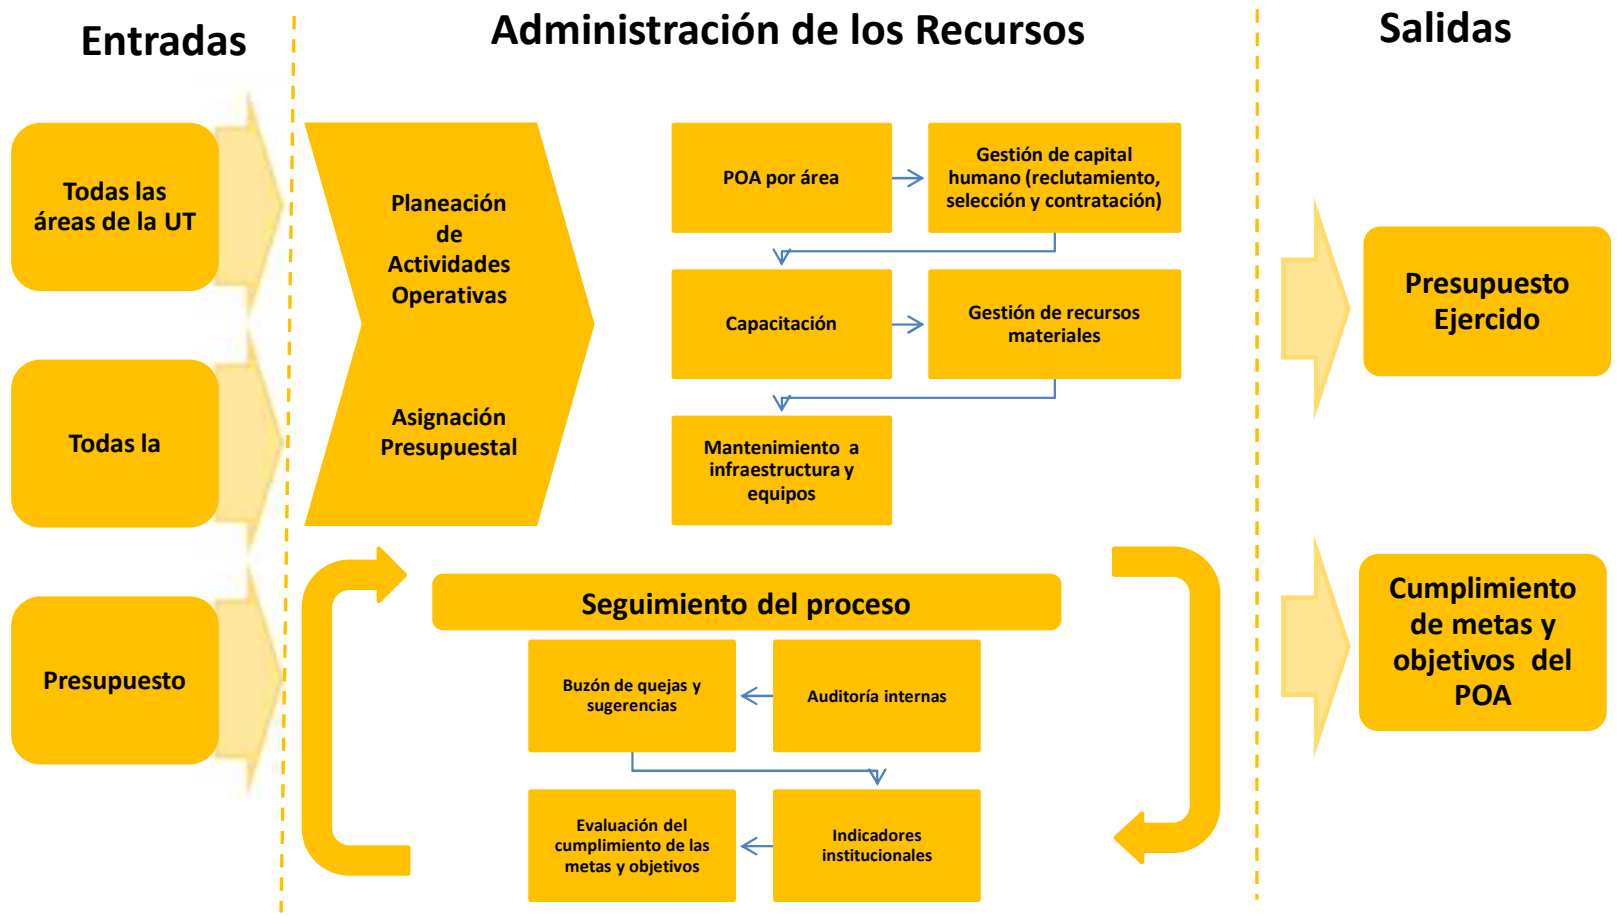 Entradas
Administración de los Recursos
Salidas
Todas las
áreas de la UT
Todas la
Presupuesto
Planeación
de
Actividades
Operativas
Asignación
Presupuestal
POA por área
Gestión de capital
humano (reclutamiento,
selección y contratación)
Capacitación
Gestión de recursos
materiales
Mantenimiento a
infraestructura y
equipos
Seguimiento del proceso
Buzón de quejas y
sugerencias
Auditoría internas
Evaluación del
cumplimiento de las
metas y objetivos
Indicadores
institucionales
Presupuesto
Ejercido
Cumplimiento
de metas y
objetivos del
POA